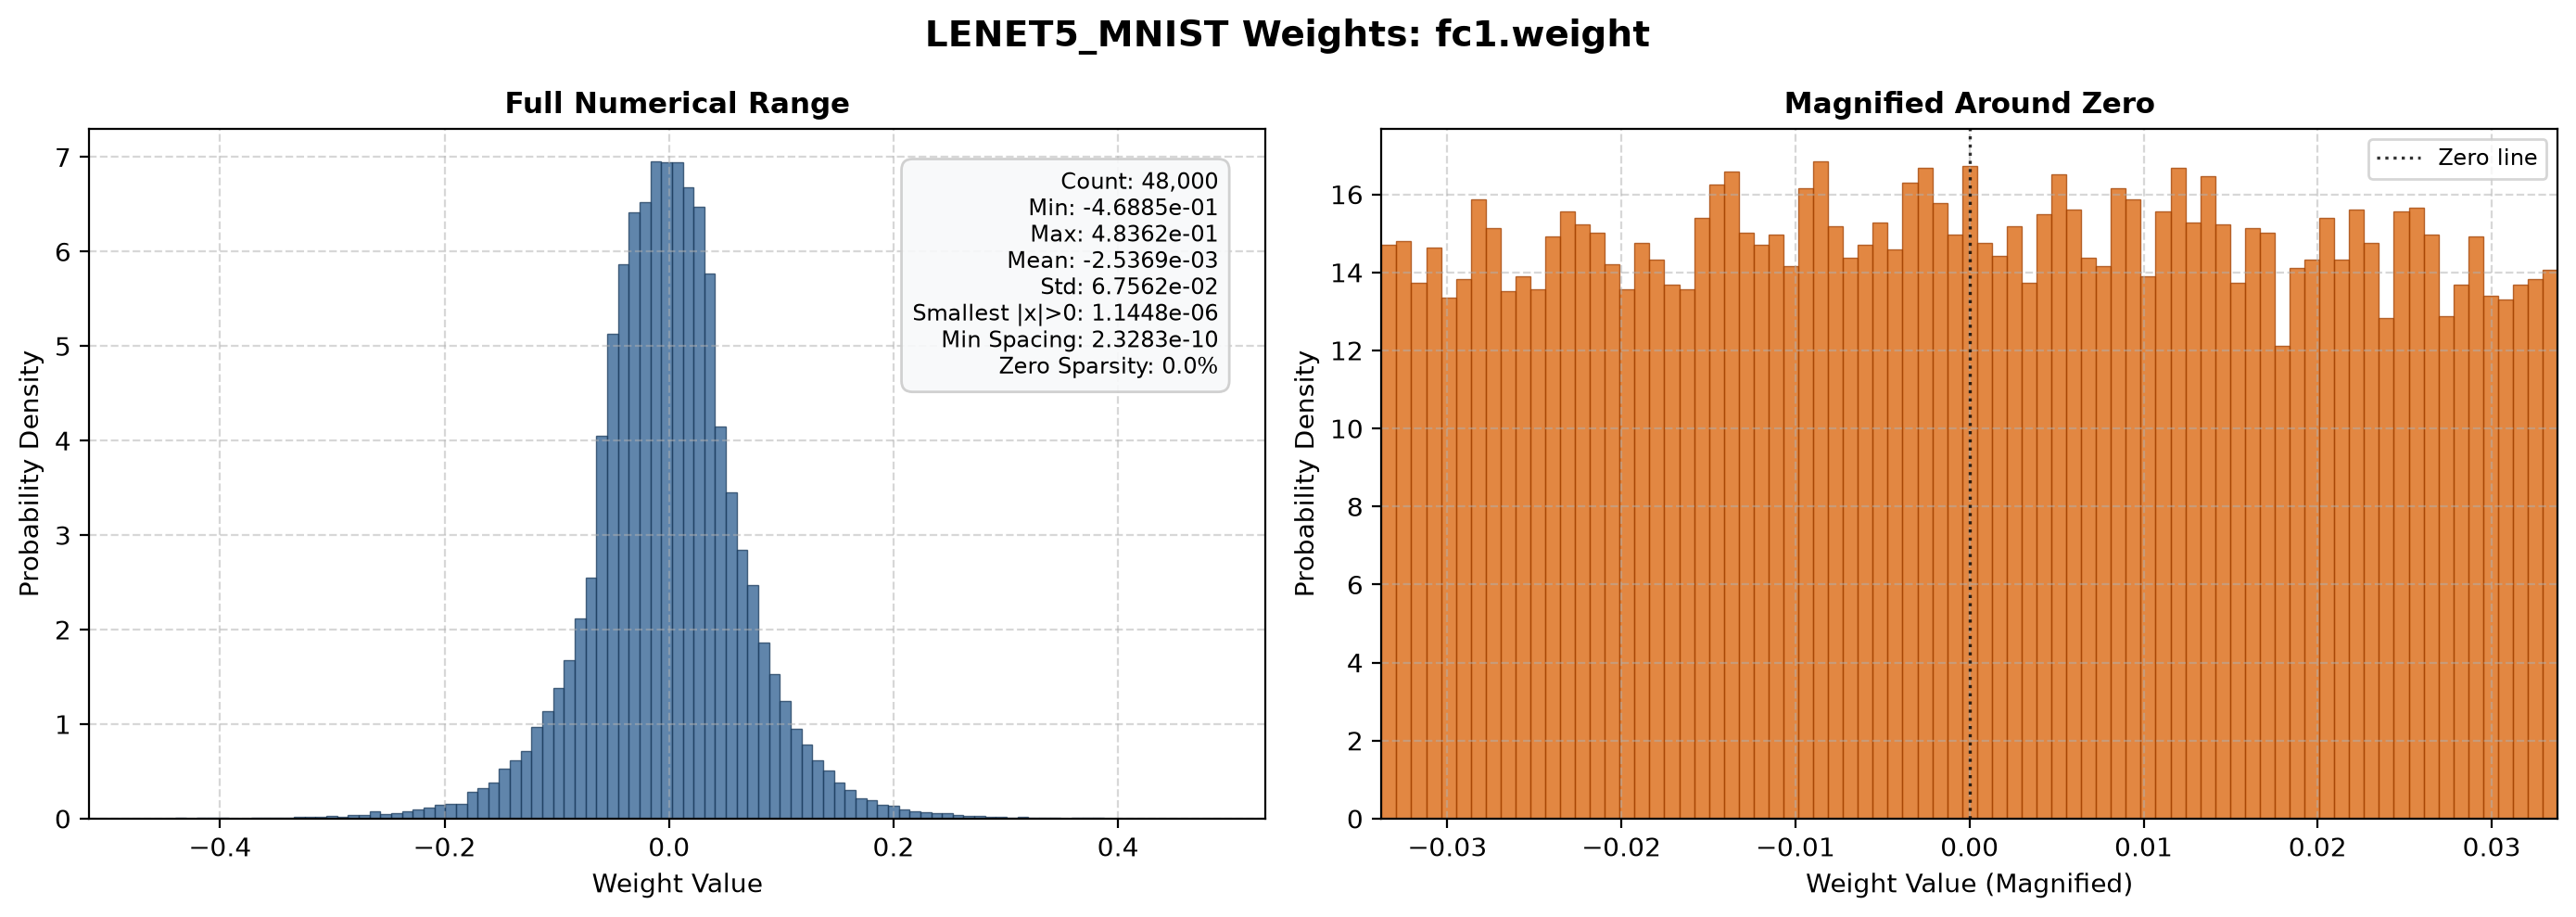 LENET5_MNIST Weights: fc1.weight
Full Numerical Range
Probability Density
7
6
5
4
3
2
1
0
Count: 48,000
Min: -4.6885e-01
Max: 4.8362e-01
Mean: -2.5369e-03
Std: 6.7562e-02
Smallest |x|>0: 1.1448e-06
Min Spacing: 2.3283e-10
Zero Sparsity: 0.0%
−0.4 −0.2 0.0 0.2 0.4
Weight Value
Magnified Around Zero
Probability Density
16
14
12
10
8
6
4
2
0
Zero line
−0.03 −0.02 −0.01 0.00 0.01 0.02 0.03
Weight Value (Magnified)